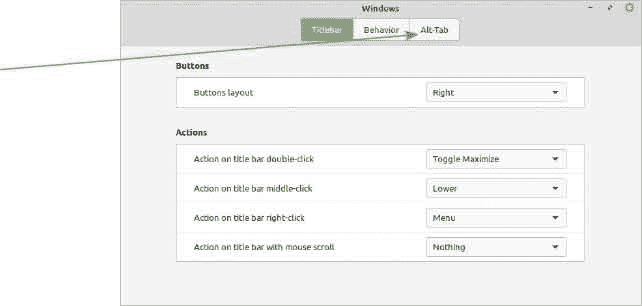 Windows
Titlebar Behavior Alt-Tab
Buttons
Buttons layout Right
Actions
Action on title bar double-click Toggle Maximize
Action on title bar middle-click Lower
Action on title bar right-click Menu
Action on title bar with mouse scroll Nothing